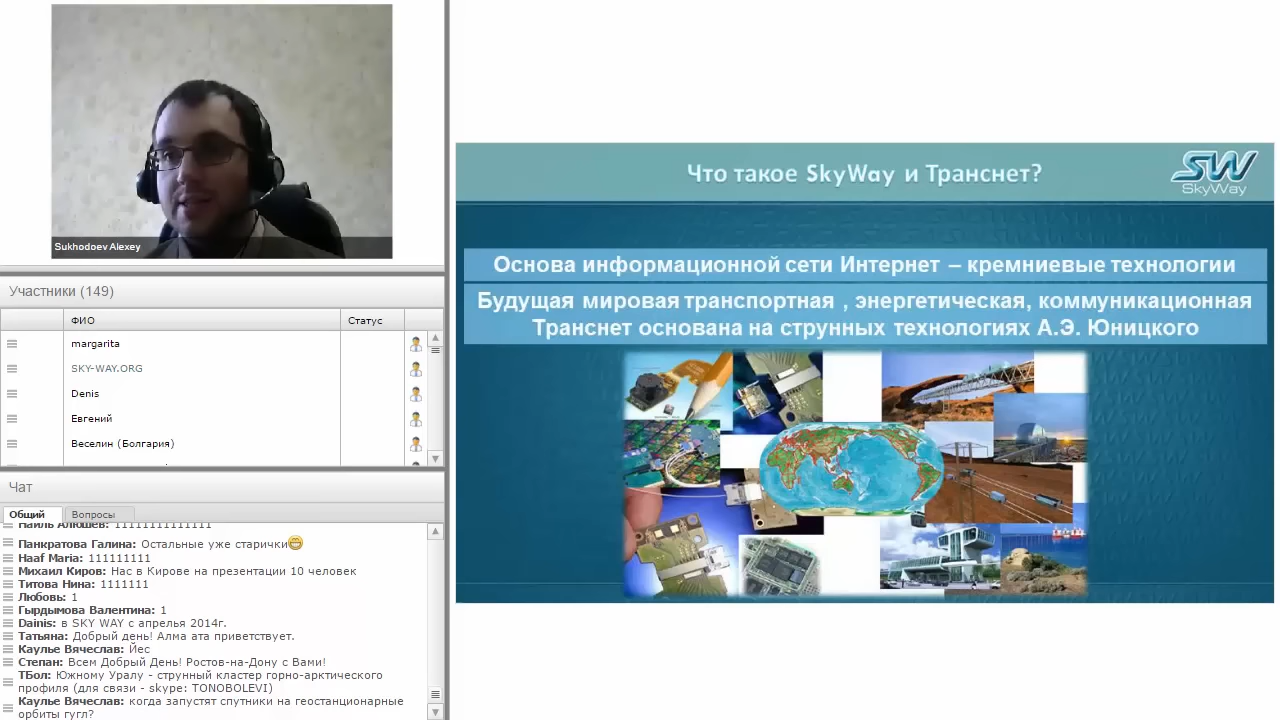 Sukhodoev Alexey
Участники (149)
ФИО
Статус
margarita
SKY-WAY.ORG
Denis
Евгений
Веселин (Болгария)
Чат
Общий
Вопросы
Наиль Алюшев: 1111111111111
Панкратова Галина: Остальные уже старички
Haaf Maria: 111111111
Михаил Киров: Нас в Кирове на презентации 10 человек
Титова Нина: 1111111
Любовь: 1
Гырдымова Валентина: 1
Dainis: в SKY WAY с апрелья 2014г.
Татьяна: Добрый день! Алма ата приветствует.
Каулье Вячеслав: Йес
Степан: Всем Добрый День! Ростов-на-Дону с Вами!
ТБол: Южному Уралу - струнный кластер горно-арктического
профиля (для связи - skype: TONOBOLEVI)
Каулье Вячеслав: когда запустят спутники на геостанционарные
орбиты гугл?
Что такое SkyWay и Транснет?
SW
SkyWay
Основа информационной сети Интернет – кремниевые технологии
Будущая мировая транспортная , энергетическая, коммуникационная
Транснет основана на струнных технологиях А.Э. Юницкого